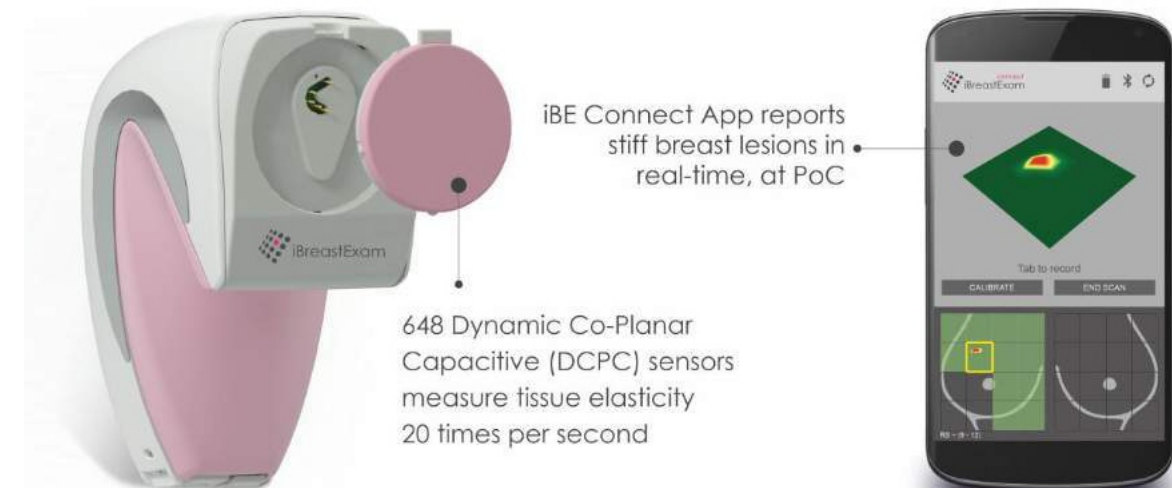 iBreastExam
648 Dynamic Co-Planar
Capacitive (DCPC) sensors
measure tissue elasticity
20 times per second
iBE Connect App reports
stiff breast lesions in
real-time, at PoC
connect
iBreastExam
Tab to record
CALIBRATE
END SCAN